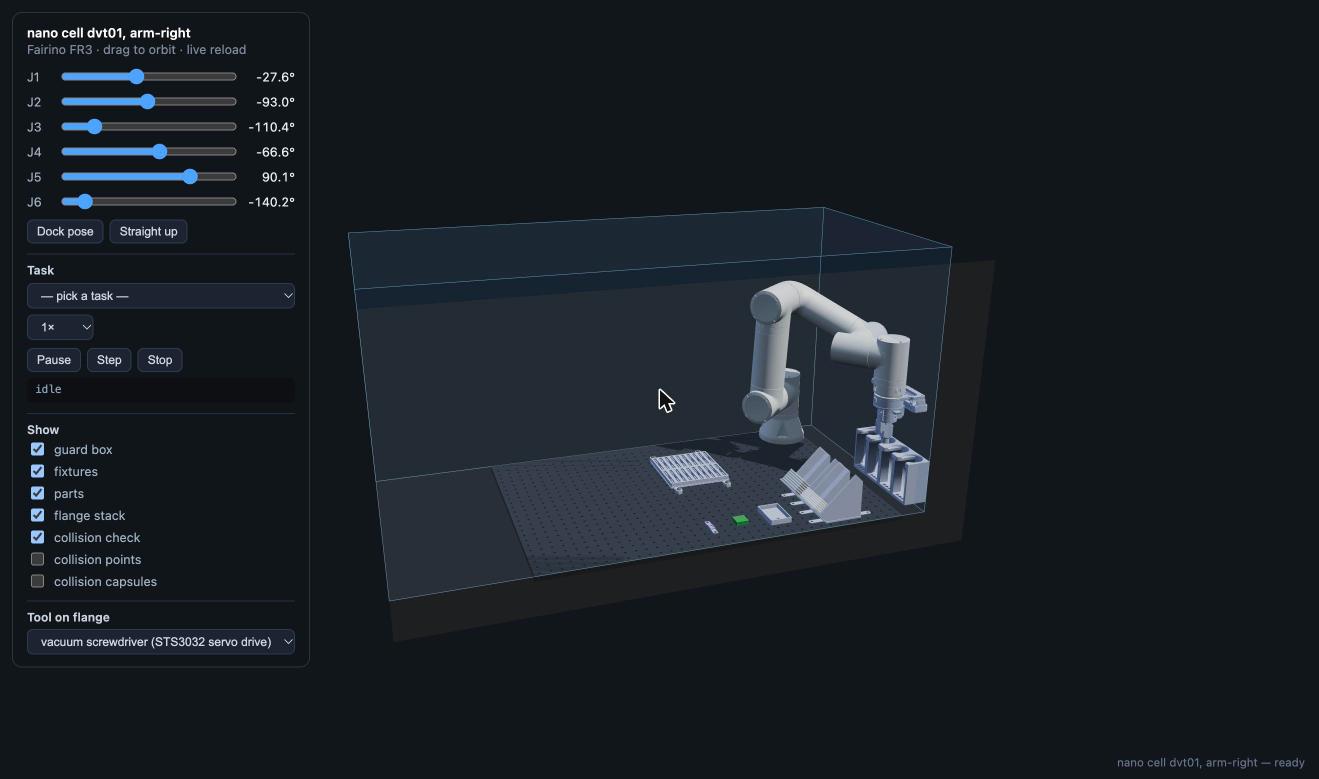 nano cell dvt01, arm-right
Fairino FR3 · drag to orbit · live reload
J1 -27.6°
J2 -93.0°
J3 -110.4°
J4 -66.6°
J5 90.1°
J6 -140.2°
Dock pose Straight up
Task
— pick a task —
1×
Pause Step Stop
idle
Show
guard box
fixtures
parts
flange stack
collision check
collision points
collision capsules
Tool on flange
vacuum screwdriver (STS3032 servo drive)
nano cell dvt01, arm-right — ready